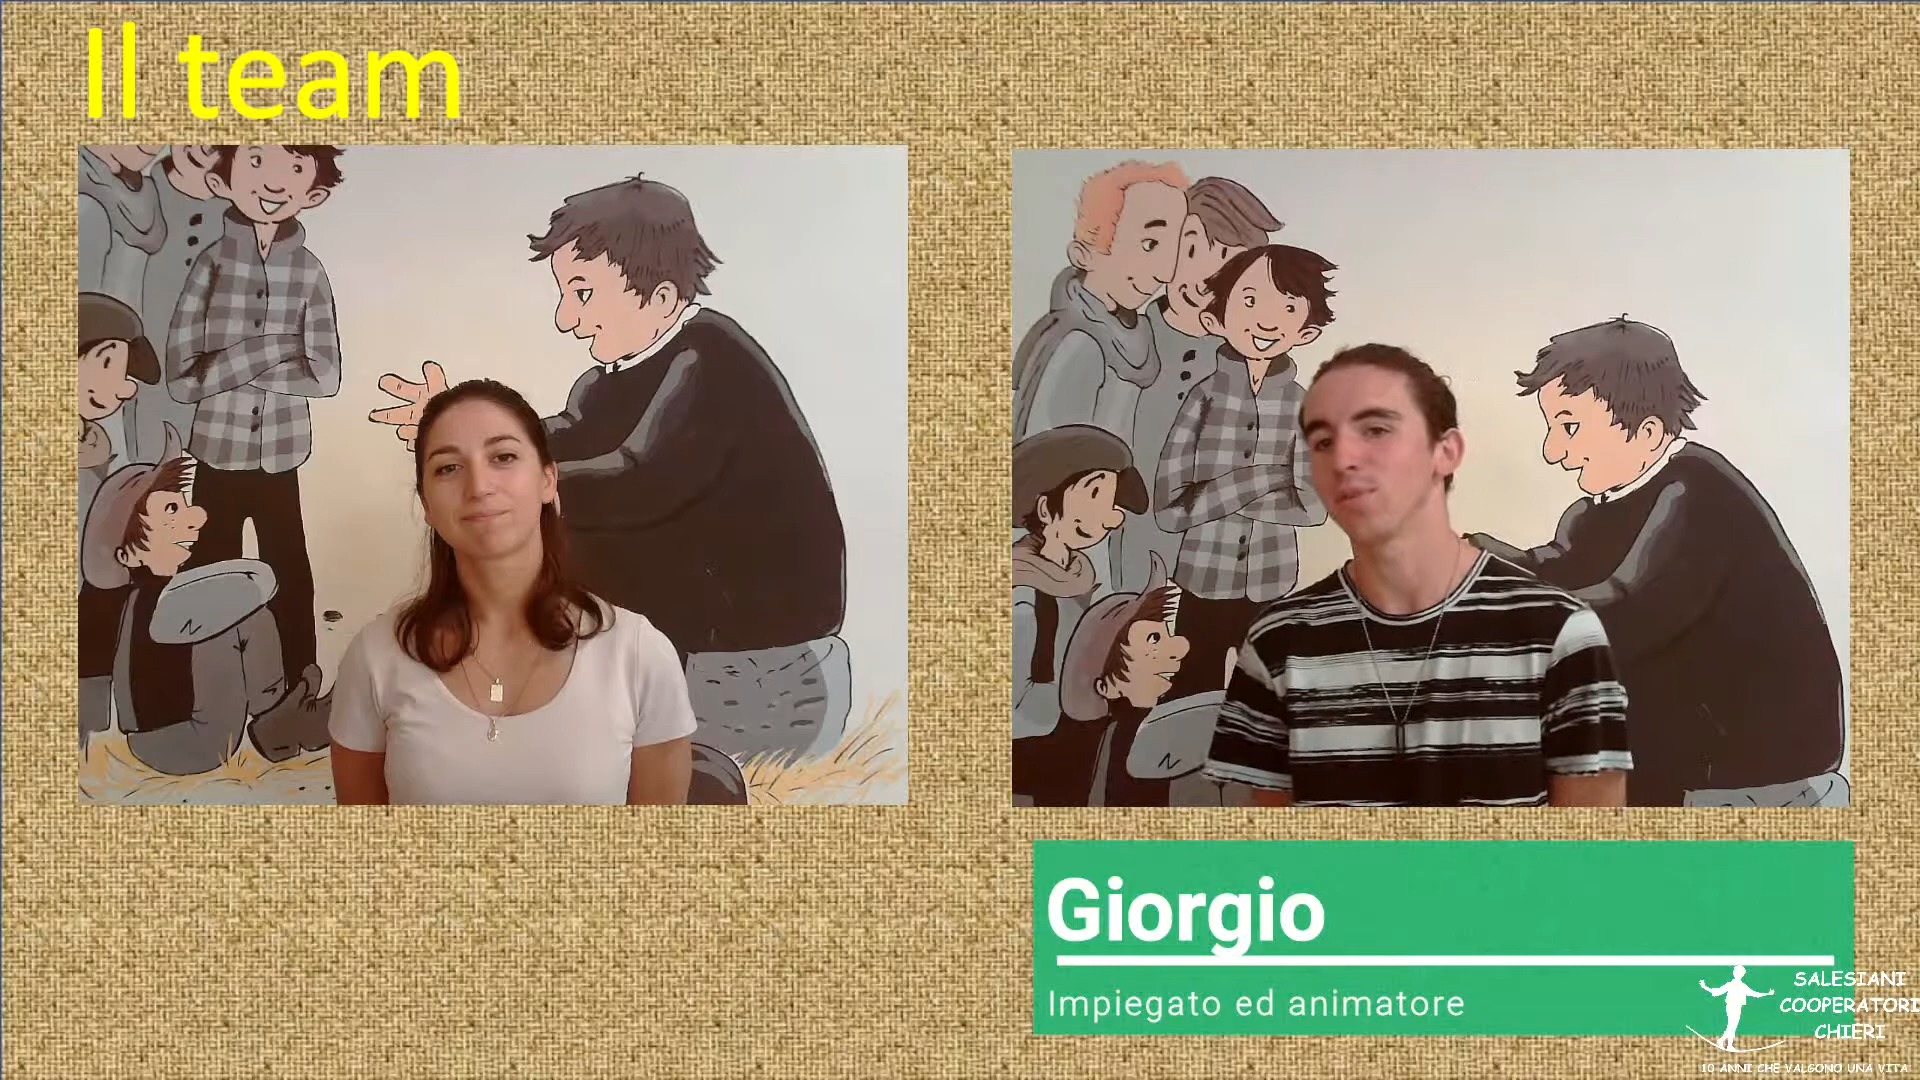 Il team
Giorgio
Impiegato ed animatore
SALESIANI
COOPERATORI
CHIERI
10 ANNI CHE VALGONO UNA VITA